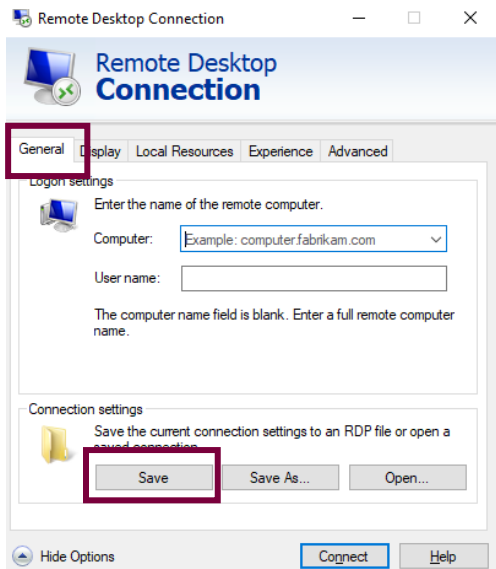 Remote Desktop Connection
Remote Desktop
Connection
General Display Local Resources Experience Advanced
Logon settings
Enter the name of the remote computer.
Computer: Example: computer.fabrikam.com
User name:
The computer name field is blank. Enter a full remote computer
name.
Connection settings
Save the current connection settings to an RDP file or open a
saved connection.
Save Save As... Open...
Hide Options Connect Help